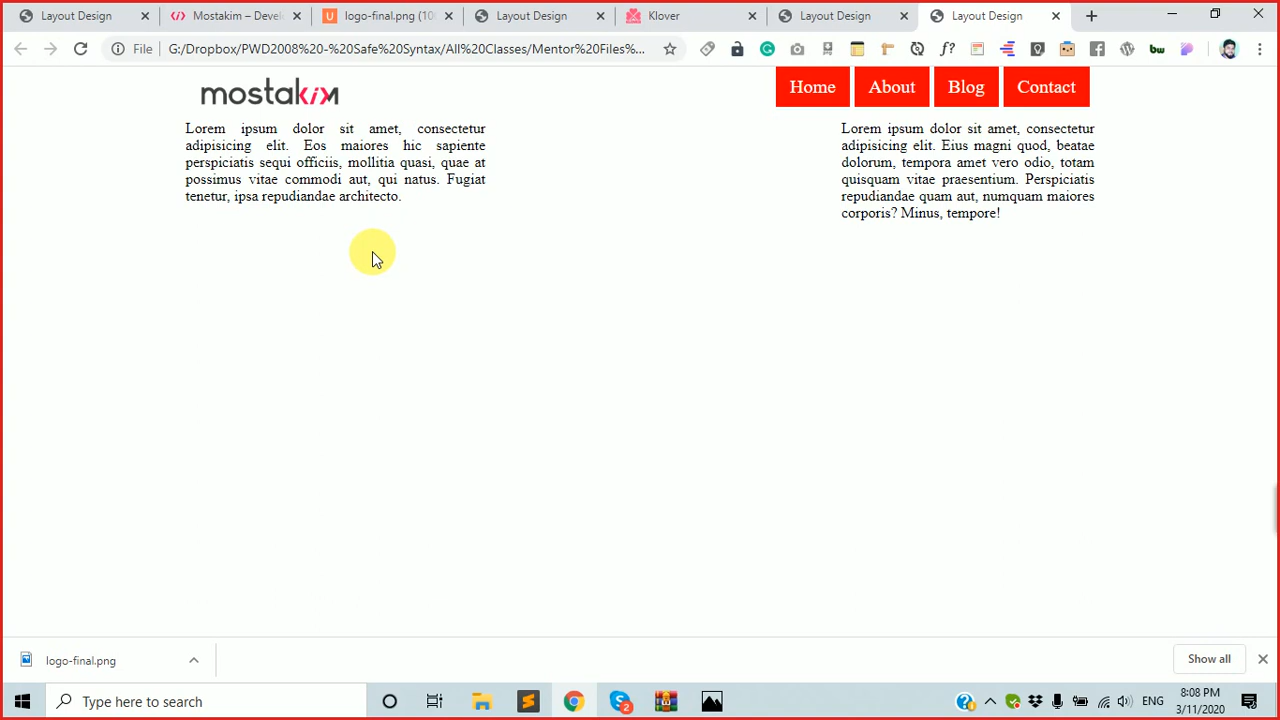 Layout Design
Mostakim – Devel
logo-final.png (10
Layout Design
Klover
Layout Design
Layout Design
File
G:/Dropbox/PWD2008%20-%20Safe%20Syntax/All%20Classes/Mentor%20Files%...
f?
bw
mostakim
Home
About
Blog
Contact
Lorem ipsum dolor sit amet, consectetur
adipisicing elit. Eos maiores hic sapiente
perspiciatis sequi officiis, mollitia quasi, quae at
possimus vitae commodi aut, qui natus. Fugiat
tenetur, ipsa repudiandae architecto.
Lorem ipsum dolor sit amet, consectetur
adipisicing elit. Eius magni quod, beatae
dolorum, tempora amet vero odio, totam
quisquam vitae praesentium. Perspiciatis
repudiandae quam aut, numquam maiores
corporis? Minus, tempore!
logo-final.png
Show all
Type here to search
2
ENG
8:08 PM
3/11/2020